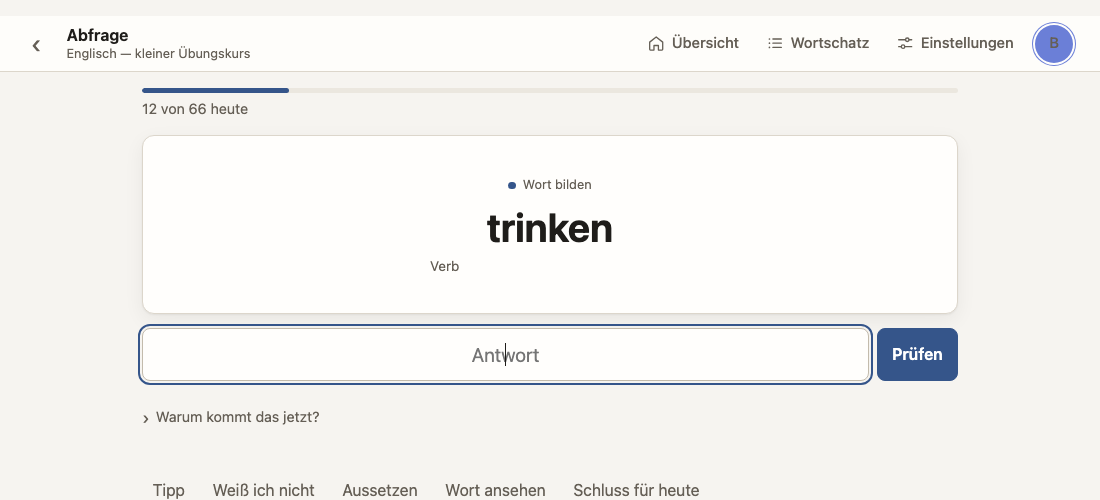 Abfrage
Englisch — kleiner Übungskurs
Übersicht
Wortschatz
Einstellungen
B
12 von 66 heute
Wort bilden
trinken
Verb
Antwort
Prüfen
Warum kommt das jetzt?
Tipp
Weiß ich nicht
Aussetzen
Wort ansehen
Schluss für heute